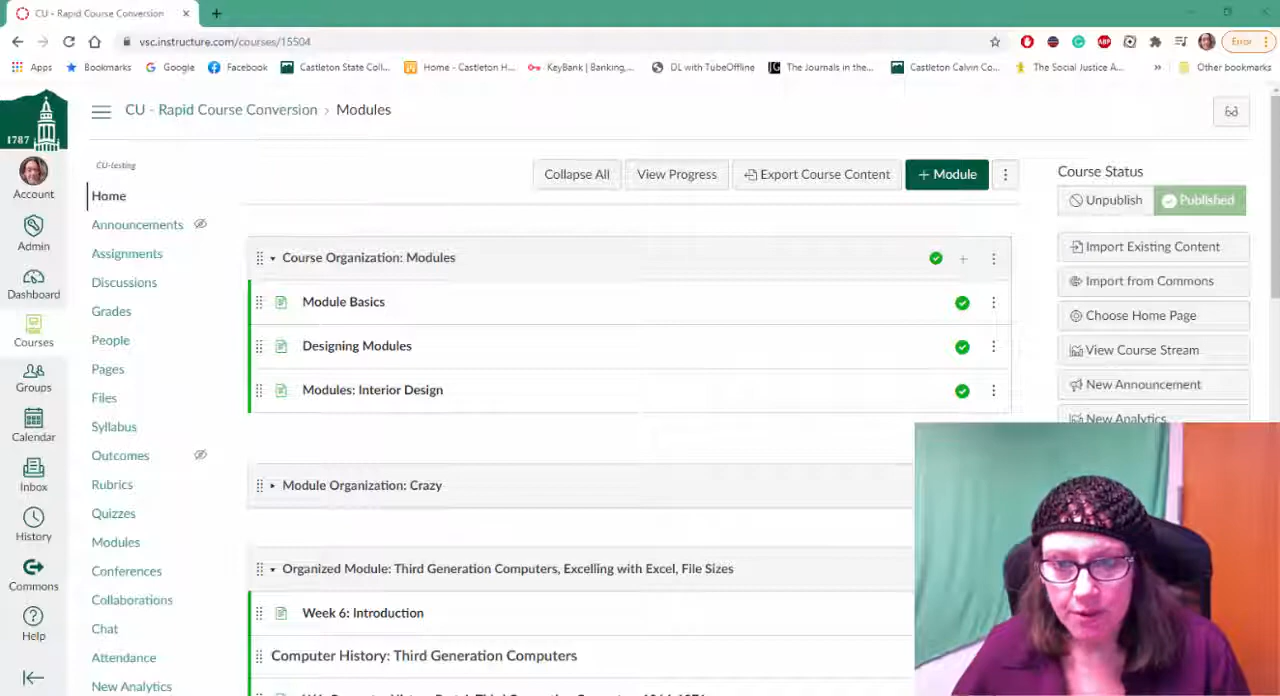 CU - Rapid Course Conversion
vsc.instructure.com/courses/15504
Error
Apps Bookmarks Google Facebook Castleton State Coll... Home - Castleton H... KeyBank | Banking,... DL with TubeOffline The Journals in the... Castleton Calvin Co... The Social Justice A... » Other bookmarks
1787
CU - Rapid Course Conversion > Modules
CU-testing
Collapse All View Progress Export Course Content + Module
Course Status
Unpublish Published
Account
Admin
Dashboard
Courses
Groups
Calendar
Inbox
History
Commons
Help
Home
Announcements
Assignments
Discussions
Grades
People
Pages
Files
Syllabus
Outcomes
Rubrics
Quizzes
Modules
Conferences
Collaborations
Chat
Attendance
New Analytics
Course Organization: Modules
Module Basics
Designing Modules
Modules: Interior Design
Module Organization: Crazy
Organized Module: Third Generation Computers, Excelling with Excel, File Sizes
Week 6: Introduction
Computer History: Third Generation Computers
Import Existing Content
Import from Commons
Choose Home Page
View Course Stream
New Announcement
New Analytics